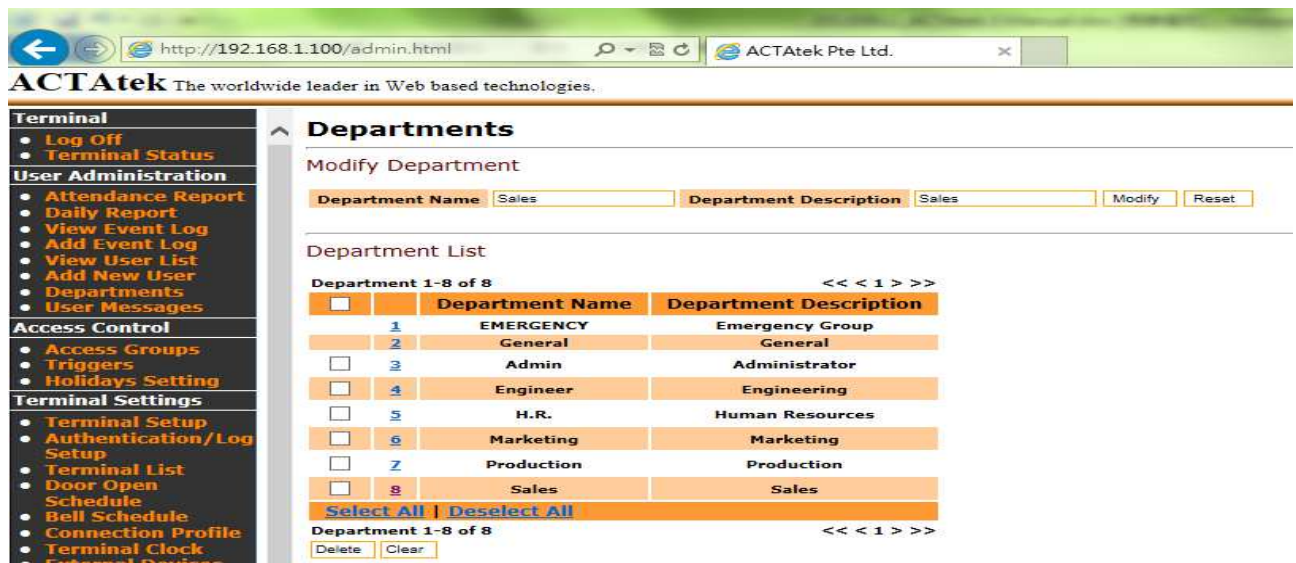 http://192.168.1.100/admin.html
ACTAtek Pte Ltd.
ACTAtek The worldwide leader in Web based technologies.
Terminal
Log Off
Terminal Status
User Administration
Attendance Report
Daily Report
View Event Log
Add Event Log
View User List
Add New User
Departments
User Messages
Access Control
Access Groups
Triggers
Holidays Setting
Terminal Settings
Terminal Setup
Authentication/Log
Setup
Terminal List
Door Open
Schedule
Bell Schedule
Connection Profile
Terminal Clock
Departments
Modify Department
Department Name Sales Department Description Sales Modify Reset
Department List
Department 1-8 of 8 << < 1 > >>
Department Name Department Description
1 EMERGENCY Emergency Group
2 General General
3 Admin Administrator
4 Engineer Engineering
5 H.R. Human Resources
6 Marketing Marketing
7 Production Production
8 Sales Sales
Select All | Deselect All
Department 1-8 of 8 << < 1 > >>
Delete Clear